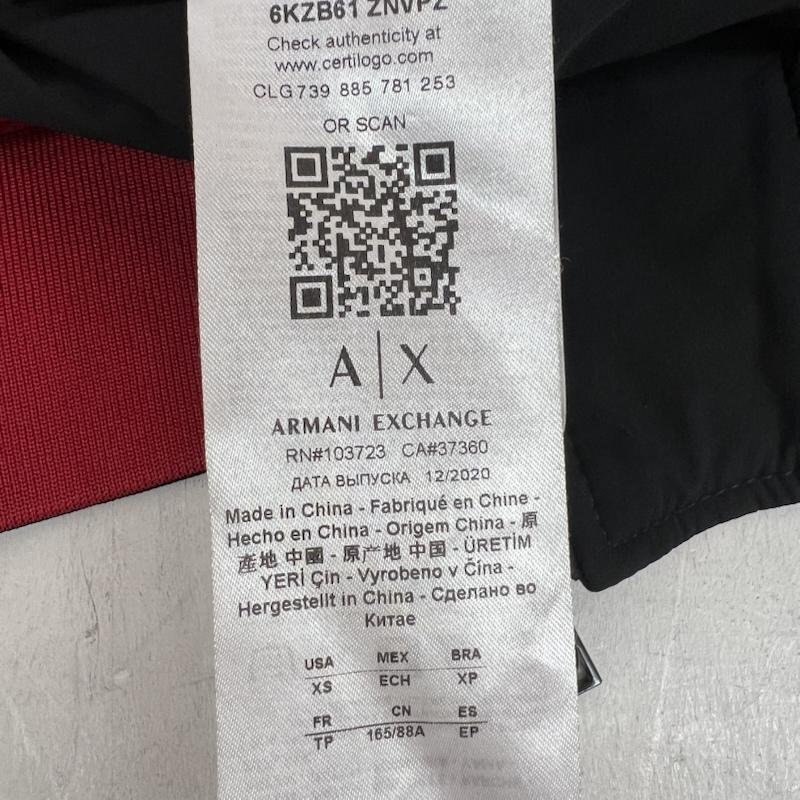 6KZB61 ZNVPZ
Check authenticity at
www.certilogo.com
CLG739 885 781 253
OR SCAN
A|X
ARMANI EXCHANGE
RN#103723 CA#37360
ДАТА ВЫПУСКА 12/2020
Made in China - Fabriqué en Chine -
Hecho en China - Origem China - 原
產地 中國 - 原产地 中国 - ÜRETİM
YERİ Çin - Vyrobeno v Čína -
Hergestellt in China - Сделано во
Китае
USA MEX BRA
XS ECH XP
FR CN ES
TP 165/88A EP